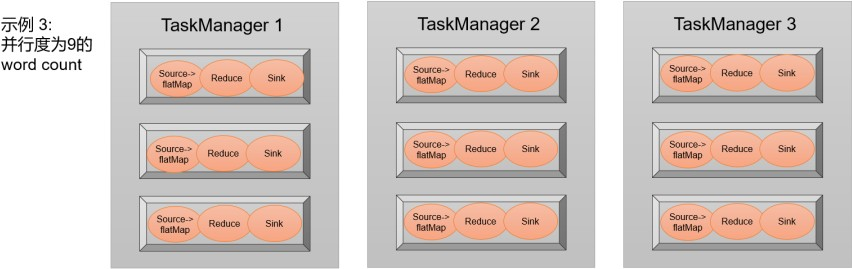 示例 3:
并行度为9的
word count
TaskManager 1
Source->
flatMap
Reduce
Sink
Source->
flatMap
Reduce
Sink
Source->
flatMap
Reduce
Sink
TaskManager 2
Source->
flatMap
Reduce
Sink
Source->
flatMap
Reduce
Sink
Source->
flatMap
Reduce
Sink
TaskManager 3
Source->
flatMap
Reduce
Sink
Source->
flatMap
Reduce
Sink
Source->
flatMap
Reduce
Sink